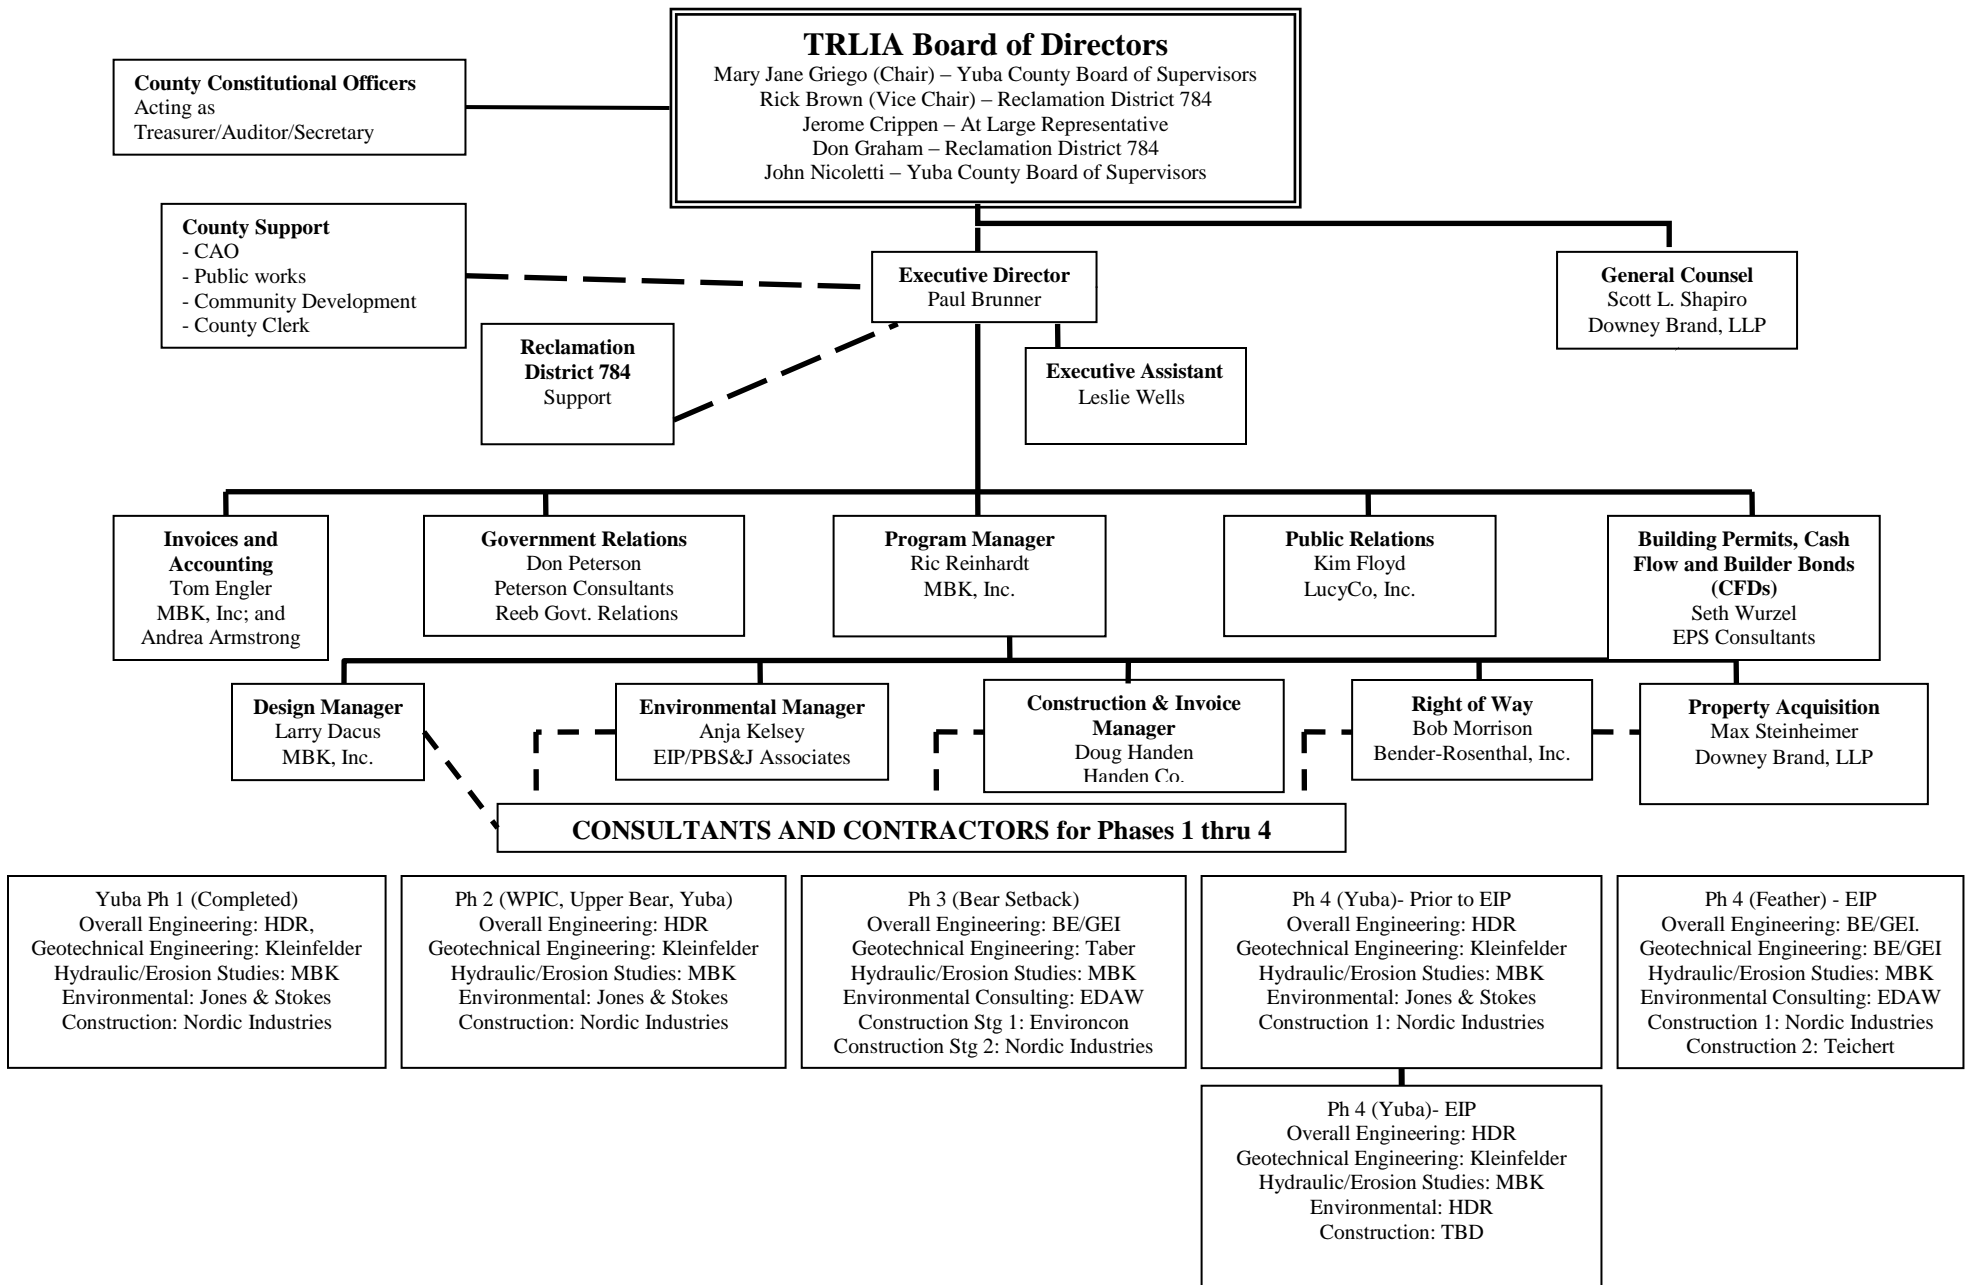 TRLIA Board of Directors
Mary Jane Griego (Chair) – Yuba County Board of Supervisors
Rick Brown (Vice Chair) – Reclamation District 784
Jerome Crippen – At Large Representative
Don Graham – Reclamation District 784
John Nicoletti – Yuba County Board of Supervisors
County Constitutional Officers
Acting as
Treasurer/Auditor/Secretary
County Support
- CAO
- Public works
- Community Development
- County Clerk
Executive Director
Paul Brunner
General Counsel
Scott L. Shapiro
Downey Brand, LLP
Reclamation
District 784
Support
Executive Assistant
Leslie Wells
Invoices and
Accounting
Tom Engler
MBK, Inc; and
Andrea Armstrong
Government Relations
Don Peterson
Peterson Consultants
Reeb Govt. Relations
Program Manager
Ric Reinhardt
MBK, Inc.
Public Relations
Kim Floyd
LucyCo, Inc.
Building Permits, Cash
Flow and Builder Bonds
(CFDs)
Seth Wurzel
EPS Consultants
Design Manager
Larry Dacus
MBK, Inc.
Environmental Manager
Anja Kelsey
EIP/PBS&J Associates
Construction & Invoice
Manager
Doug Handen
Handen Co.
Right of Way
Bob Morrison
Bender-Rosenthal, Inc.
Property Acquisition
Max Steinheimer
Downey Brand, LLP
CONSULTANTS AND CONTRACTORS for Phases 1 thru 4
Yuba Ph 1 (Completed)
Overall Engineering: HDR,
Geotechnical Engineering: Kleinfelder
Hydraulic/Erosion Studies: MBK
Environmental: Jones & Stokes
Construction: Nordic Industries
Ph 2 (WPIC, Upper Bear, Yuba)
Overall Engineering: HDR
Geotechnical Engineering: Kleinfelder
Hydraulic/Erosion Studies: MBK
Environmental: Jones & Stokes
Construction: Nordic Industries
Ph 3 (Bear Setback)
Overall Engineering: BE/GEI
Geotechnical Engineering: Taber
Hydraulic/Erosion Studies: MBK
Environmental Consulting: EDAW
Construction Stg 1: Environcon
Construction Stg 2: Nordic Industries
Ph 4 (Yuba)- Prior to EIP
Overall Engineering: HDR
Geotechnical Engineering: Kleinfelder
Hydraulic/Erosion Studies: MBK
Environmental: Jones & Stokes
Construction 1: Nordic Industries
Ph 4 (Feather) - EIP
Overall Engineering: BE/GEI.
Geotechnical Engineering: BE/GEI
Hydraulic/Erosion Studies: MBK
Environmental Consulting: EDAW
Construction 1: Nordic Industries
Construction 2: Teichert
Ph 4 (Yuba)- EIP
Overall Engineering: HDR
Geotechnical Engineering: Kleinfelder
Hydraulic/Erosion Studies: MBK
Environmental: HDR
Construction: TBD